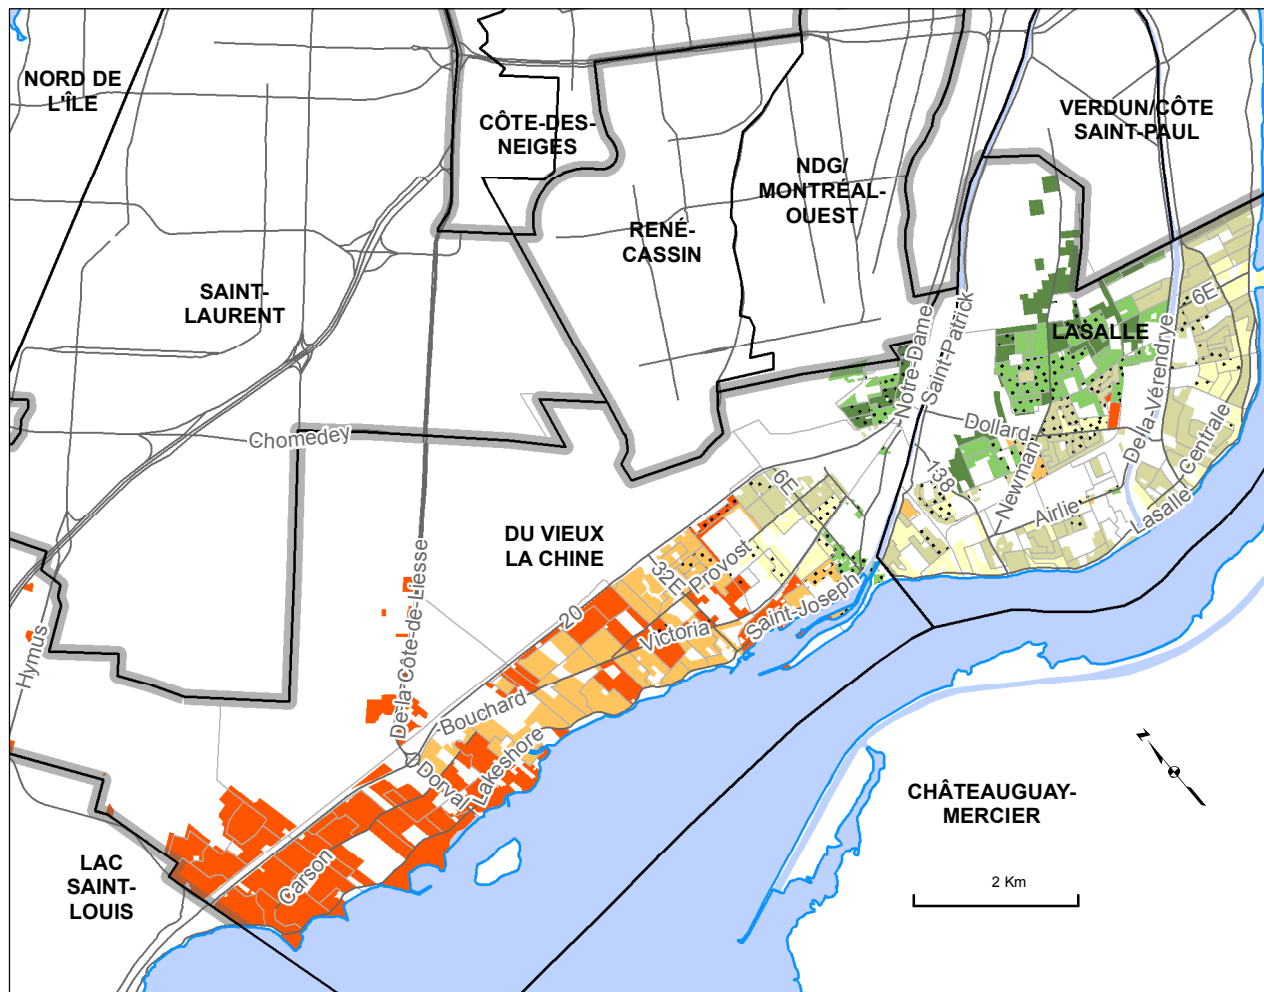 NORD DE
L'ÎLE
CÔTE-DES-
NEIGES
VERDUN/CÔTE
SAINT-PAUL
NDG/
MONTRÉAL-
OUEST
RENÉ-
CASSIN
SAINT-
LAURENT
LASALLE
6E
Notre-Dame
Saint-Patrick
De-la-Vérendrye
Chomedey
Dollard
Centrale
138
Newman
Airlie
Lasalle
6E
DU VIEUX
LA CHINE
Provost
32E
20
Saint-Joseph
Victoria
De-la-Côte-de-Liesse
Hymus
Bouchard
Lakeshore
Dorval
Carson
N
CHÂTEAUGUAY-
MERCIER
LAC
SAINT-
LOUIS
2 Km